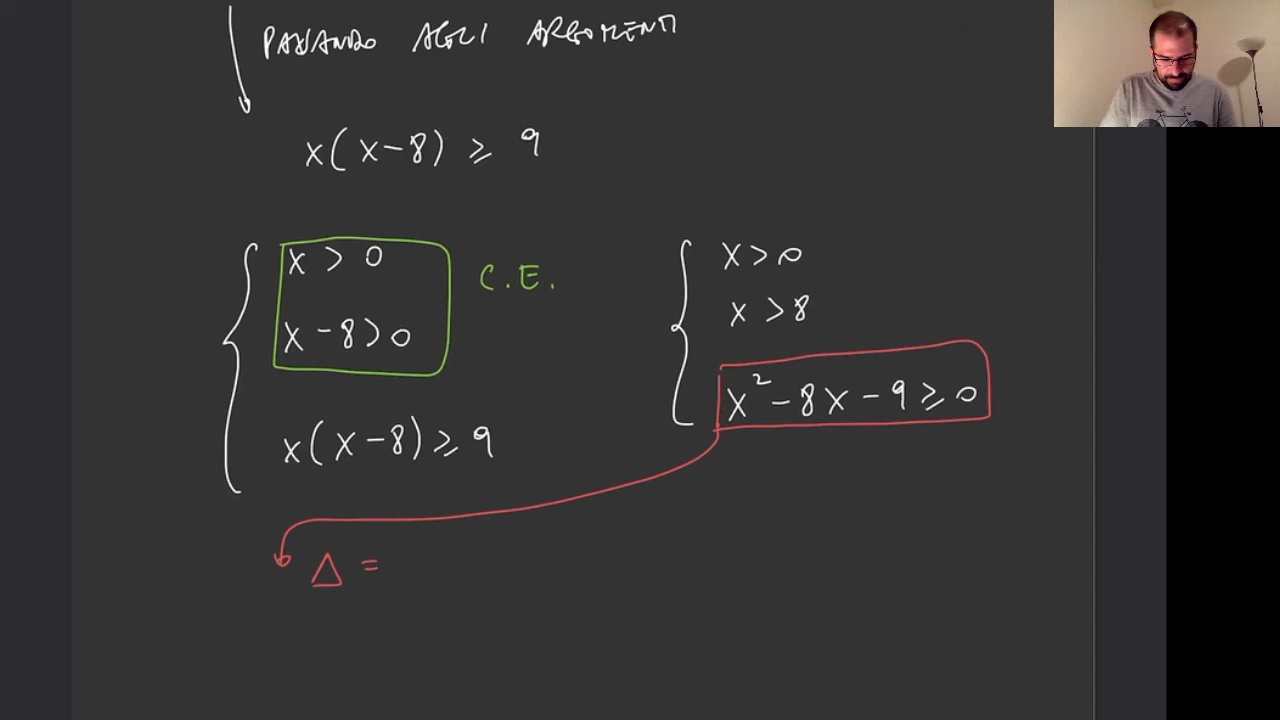 PASSANDO AGLI ARGOMENTI
x(x-8) ≥ 9
x > 0
x - 8 > 0
C.E.
x(x-8) ≥ 9
x > 0
x > 8
x² - 8x - 9 ≥ 0
Δ =